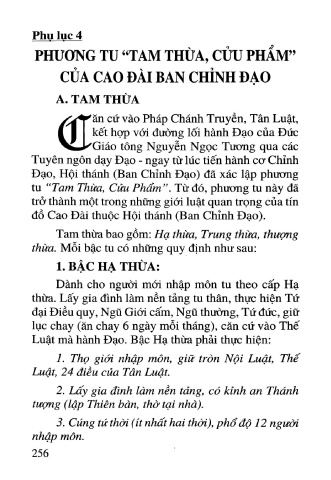 Phụ lục 4
PHƯƠNG TU “TAM THỪA, CỬU PHẨM”
CỦA CAO ĐÀI BAN CHỈNH ĐẠO
A. TAM THỪA
Căn cứ vào Pháp Chánh Truyền, Tân Luật,
kết hợp với đường lối hành Đạo của Đức
Giáo tông Nguyễn Ngọc Tương qua các
Tuyên ngôn dạy Đạo - ngay từ lúc tiến hành cơ Chỉnh
Đạo, Hội thánh (Ban Chỉnh Đạo) đã xác lập phương
tu “Tam Thừa, Cửu Phẩm”. Từ đó, phương tu này đã
trở thành một trong những giới luật quan trọng của tín
đồ Cao Đài thuộc Hội thánh (Ban Chỉnh Đạo).
Tam thừa bao gồm: Hạ thừa, Trung thừa, thượng
thừa. Mỗi bậc tu có những quy định như sau:
1. BẬC HẠ THỪA:
Dành cho người mới nhập môn tu theo cấp Hạ
thừa. Lấy gia đình làm nền tảng tu thân, thực hiện Tứ
đại Điều quy, Ngũ Giới cấm, Ngũ thường, Tứ đức, giữ
lục chay (ăn chay 6 ngày mỗi tháng), căn cứ vào Thế
Luật mà hành Đạo. Bậc Hạ thừa phải thực hiện:
1. Thọ giới nhập môn, giữ tròn Nội Luật, Thế
Luật, 24 điều của Tân Luật.
2. Lấy gia đình làm nền tảng, có kỉnh an Thánh
tượng (lập Thiên bàn, thờ tại nhà).
3. Cúng tứ thời (ít nhất hai thời), phổ độ 12 người
nhập môn.
256